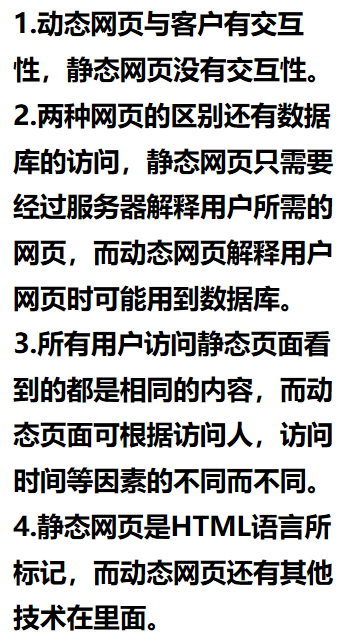 1.动态网页与客户有交互
性，静态网页没有交互性。
2.两种网页的区别还有数据
库的访问，静态网页只需要
经过服务器解释用户所需的
网页，而动态网页解释用户
网页时可能用到数据库。
3.所有用户访问静态页面看
到的都是相同的内容，而动
态页面可根据访问人，访问
时间等因素的不同而不同。
4.静态网页是HTML语言所
标记，而动态网页还有其他
技术在里面。